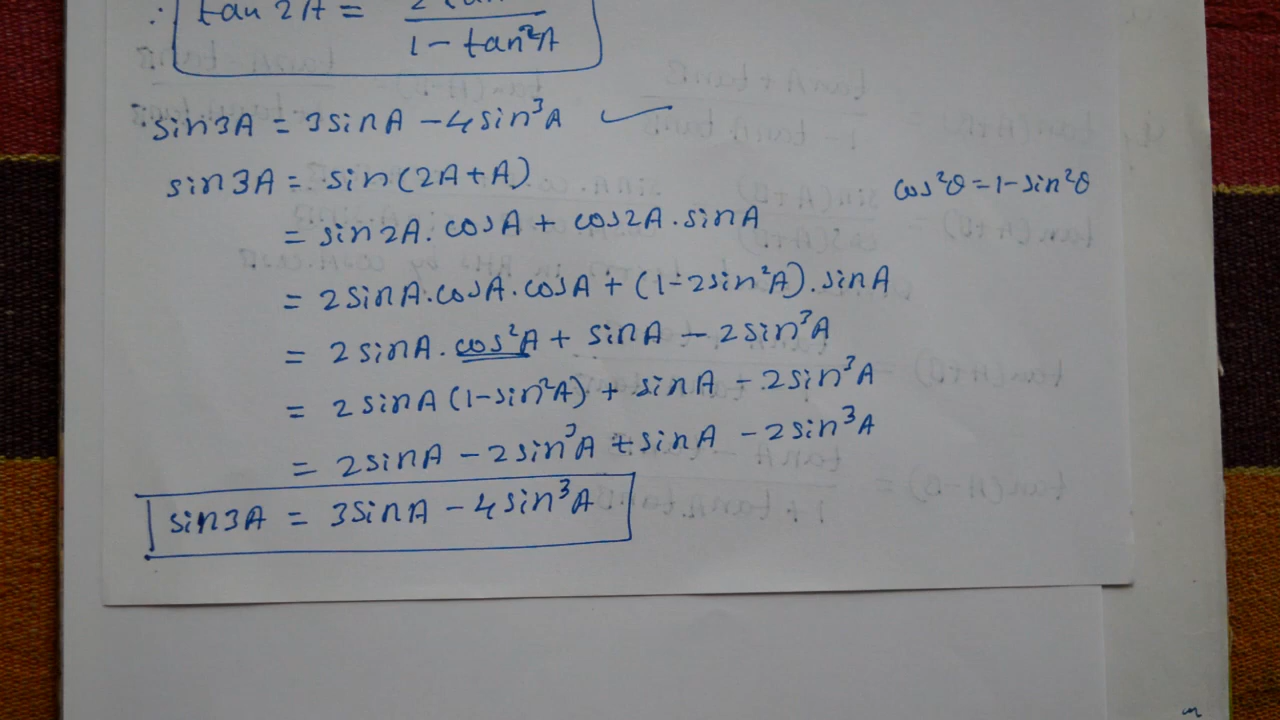 ∴ tan 2A = 2 tan
1 - tan²A
sin3A = 3sinA - 4sin³A ✓
sin3A = sin(2A+A)
cos²θ = 1 - sin²θ
= sin2A.cosA + cos2A.sinA
= 2sinA.cosA.cosA + (1-2sin²A).sinA
= 2sinA.cos²A + sinA - 2sin³A
= 2sinA(1-sin²A) + sinA - 2sin³A
= 2sinA - 2sin³A + sinA - 2sin³A
sin3A = 3sinA - 4sin³A